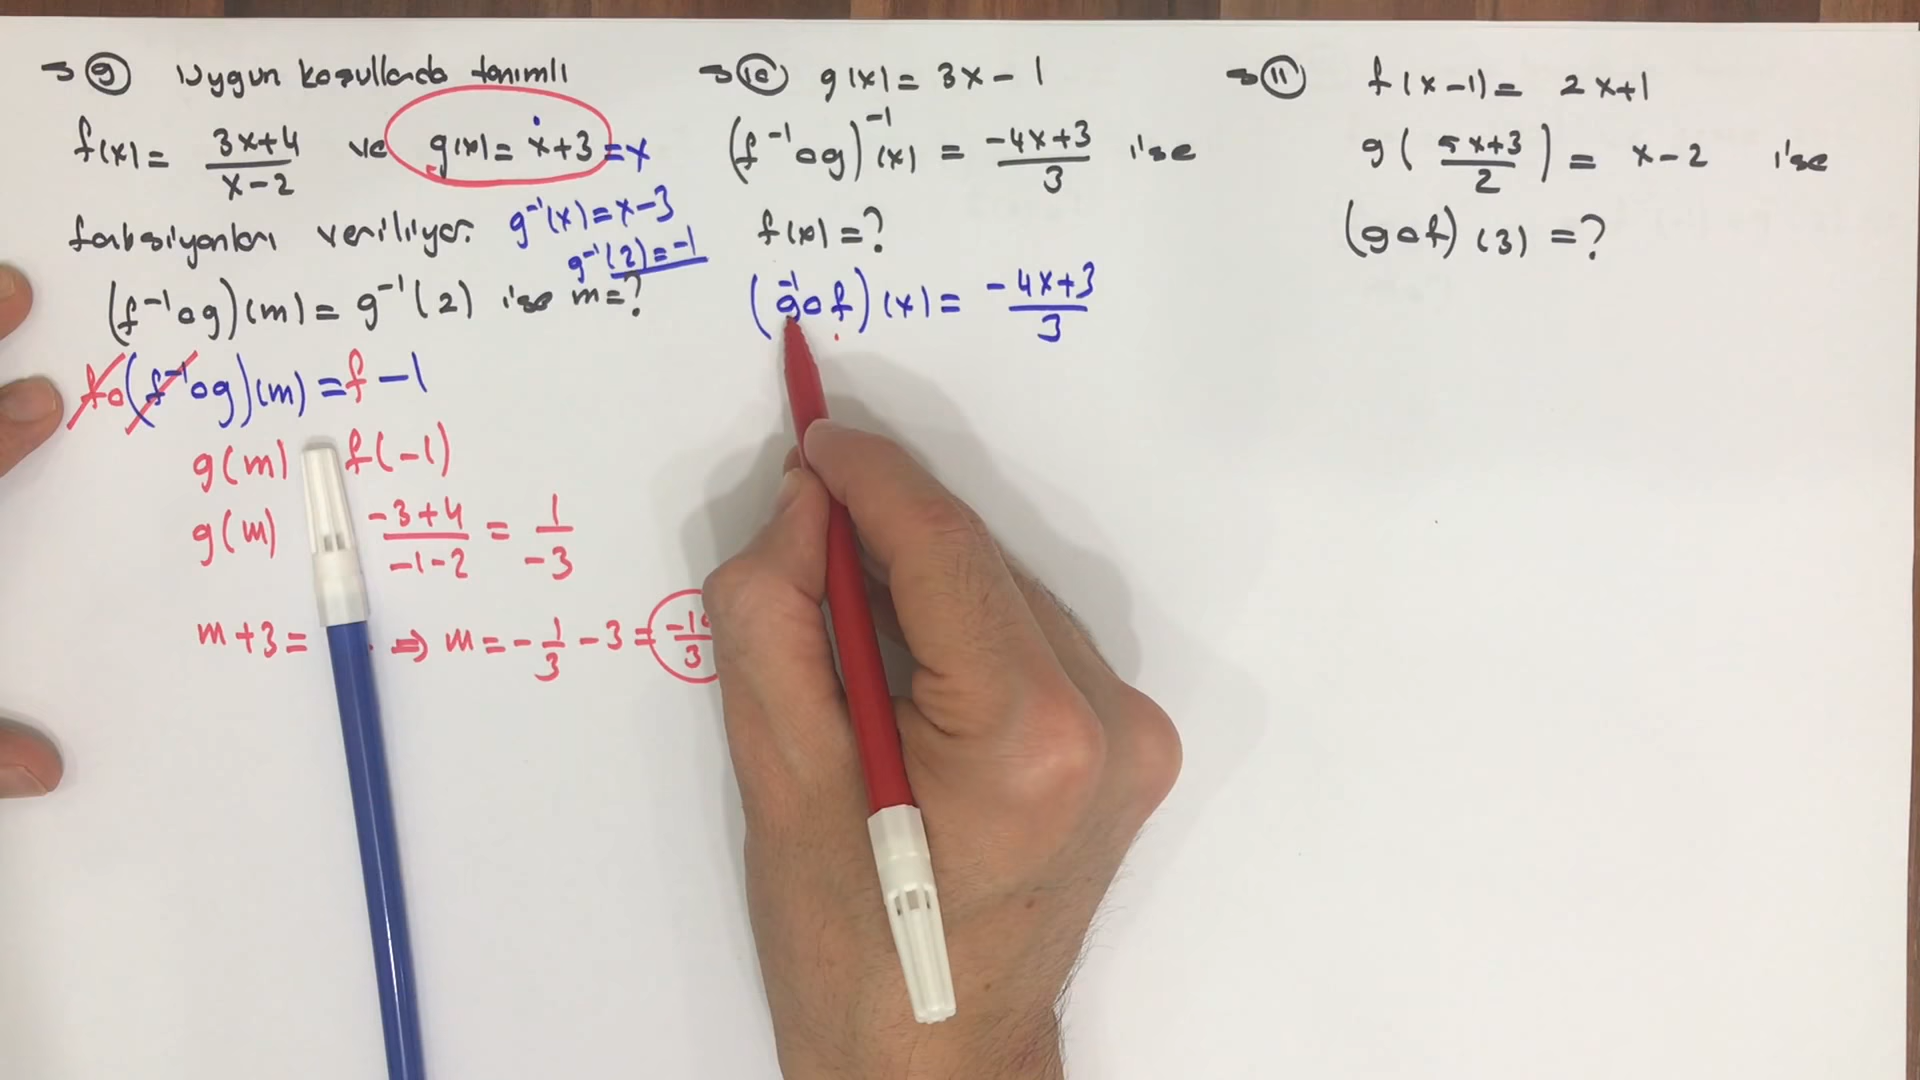 → 9 Uygun koşullarda tanımlı
f(x) = (3x+4)/(x-2) ve g(x) = x+3 = x
fonksiyonları veriliyor. g⁻¹(x) = x-3
g⁻¹(2) = -1
(f⁻¹og)(m) = g⁻¹(2) ise m=?
fo(f⁻¹og)(m) = f -1
g(m) f(-1)
g(m) (-3+4)/(-1-2) = 1/-3
m+3 = ⇒ m = -1/3 - 3 =
→ 10 g(x) = 3x-1
(f⁻¹og)⁻¹(x) = (-4x+3)/3 ise
f(x) = ?
(g⁻¹of)(x) = (-4x+3)/3
→ 11 f(x-1) = 2x+1
g((5x+3)/2) = x-2 ise
(gof)(3) = ?